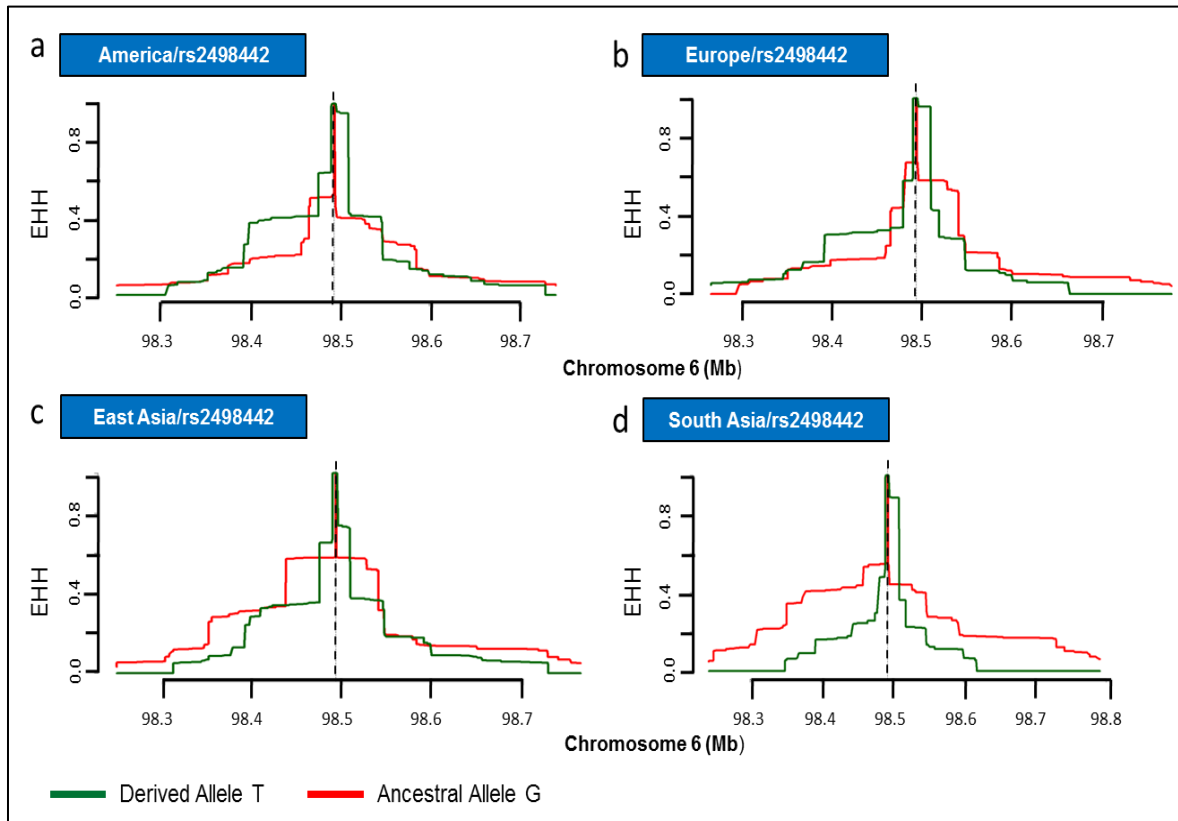 a
America/rs2498442
EHH
0.0 0.4 0.8
98.3 98.4 98.5 98.6 98.7
b
Europe/rs2498442
EHH
0.0 0.4 0.8
98.3 98.4 98.5 98.6 98.7
Chromosome 6 (Mb)
c
East Asia/rs2498442
EHH
0.0 0.4 0.8
98.3 98.4 98.5 98.6 98.7
d
South Asia/rs2498442
EHH
0.0 0.4 0.8
98.3 98.4 98.5 98.6 98.7 98.8
Chromosome 6 (Mb)
Derived Allele T
Ancestral Allele G